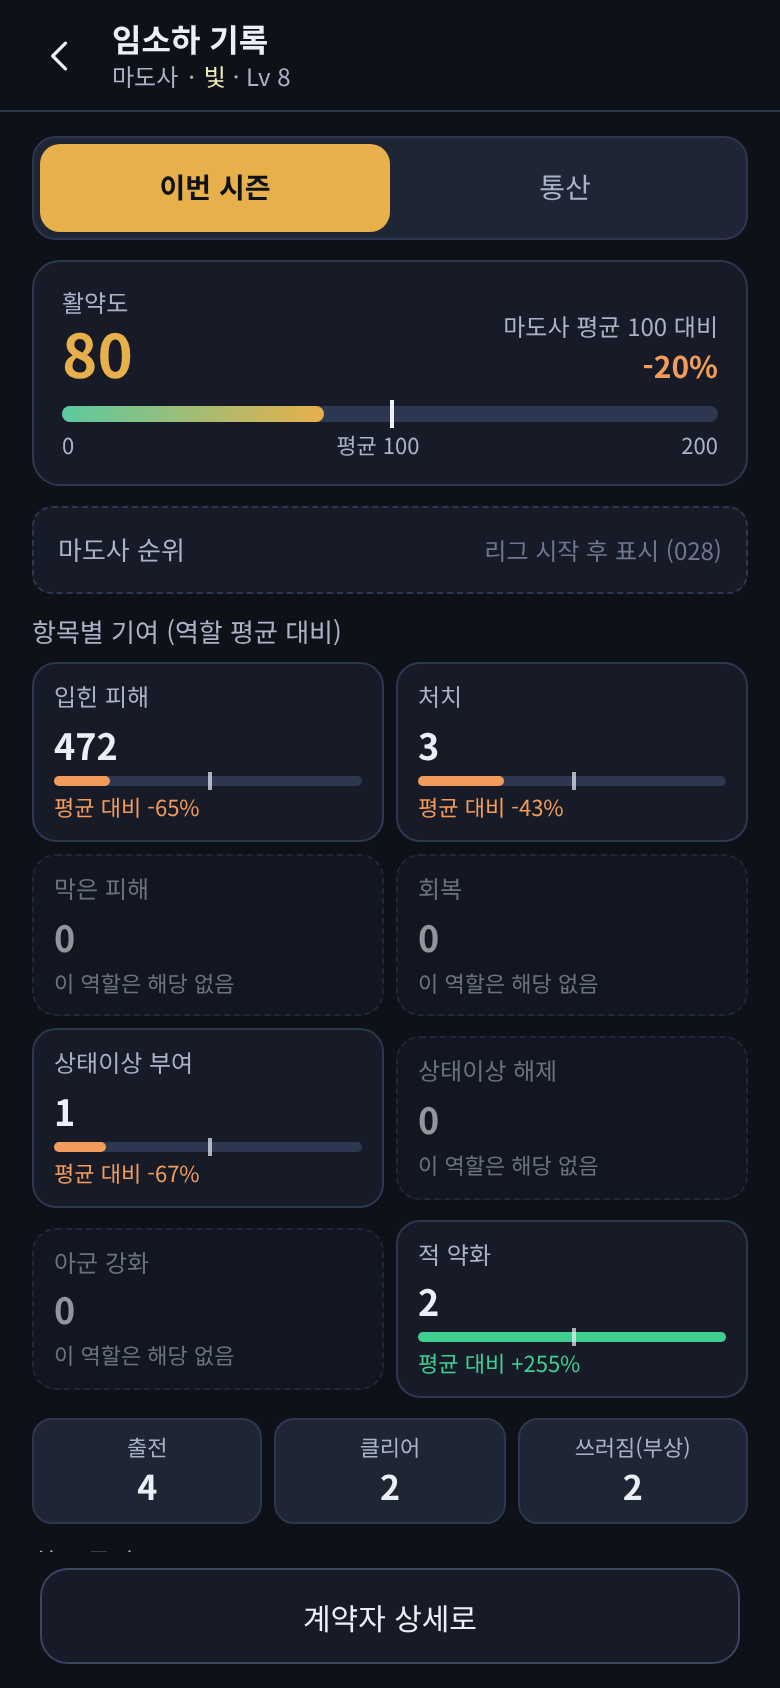 임소하 기록
마도사 · 빛 · Lv 8
이번 시즌
통산
활약도
80
마도사 평균 100 대비
-20%
0
평균 100
200
마도사 순위
리그 시작 후 표시 (028)
항목별 기여 (역할 평균 대비)
입힌 피해
472
평균 대비 -65%
처치
3
평균 대비 -43%
막은 피해
0
이 역할은 해당 없음
회복
0
이 역할은 해당 없음
상태이상 부여
1
평균 대비 -67%
상태이상 해제
0
이 역할은 해당 없음
아군 강화
0
이 역할은 해당 없음
적 약화
2
평균 대비 +255%
출전
4
클리어
2
쓰러짐(부상)
2
계약자 상세로